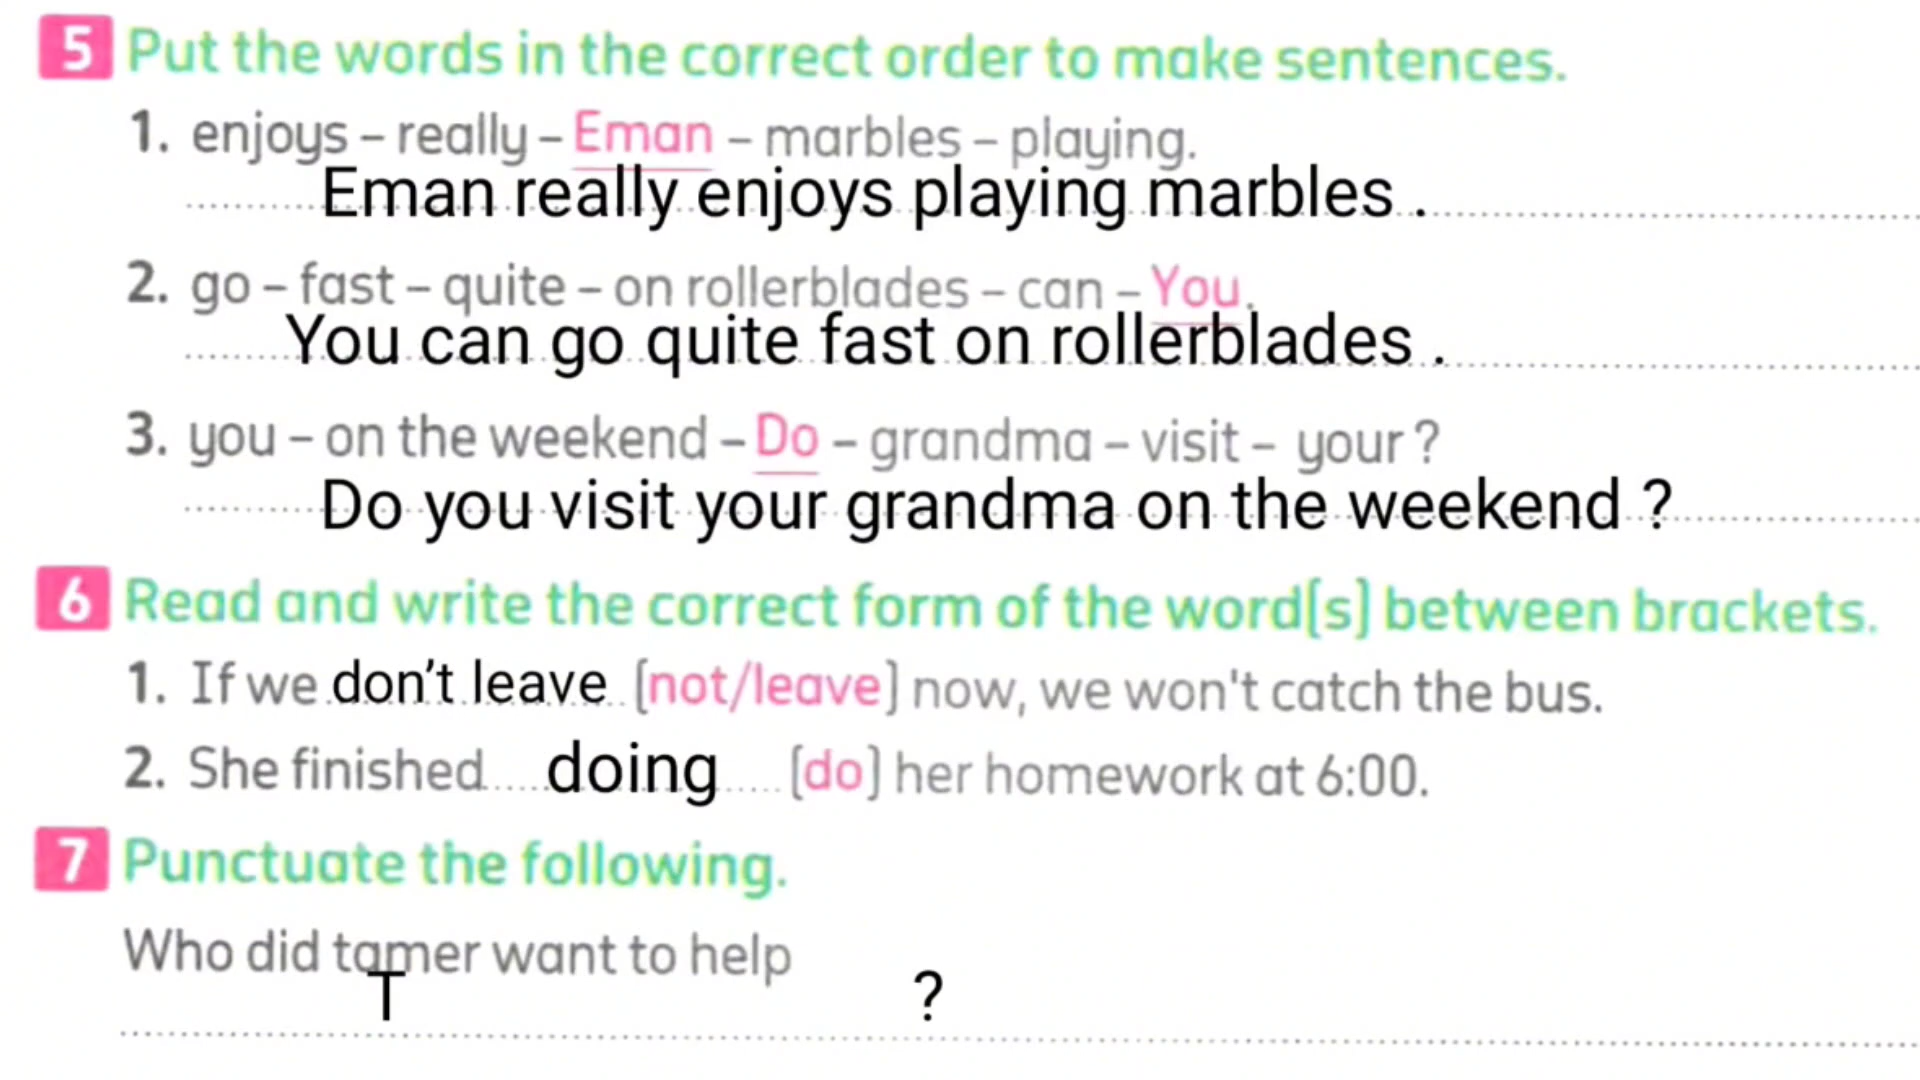 5 Put the words in the correct order to make sentences.
1. enjoys – really – Eman – marbles – playing.
Eman really enjoys playing marbles .
2. go – fast – quite – on rollerblades – can – You.
You can go quite fast on rollerblades .
3. you – on the weekend – Do – grandma – visit – your ?
Do you visit your grandma on the weekend ?
6 Read and write the correct form of the word(s) between brackets.
1. If we don't leave (not/leave) now, we won't catch the bus.
2. She finished doing (do) her homework at 6:00.
7 Punctuate the following.
Who did tamer want to help
T ?